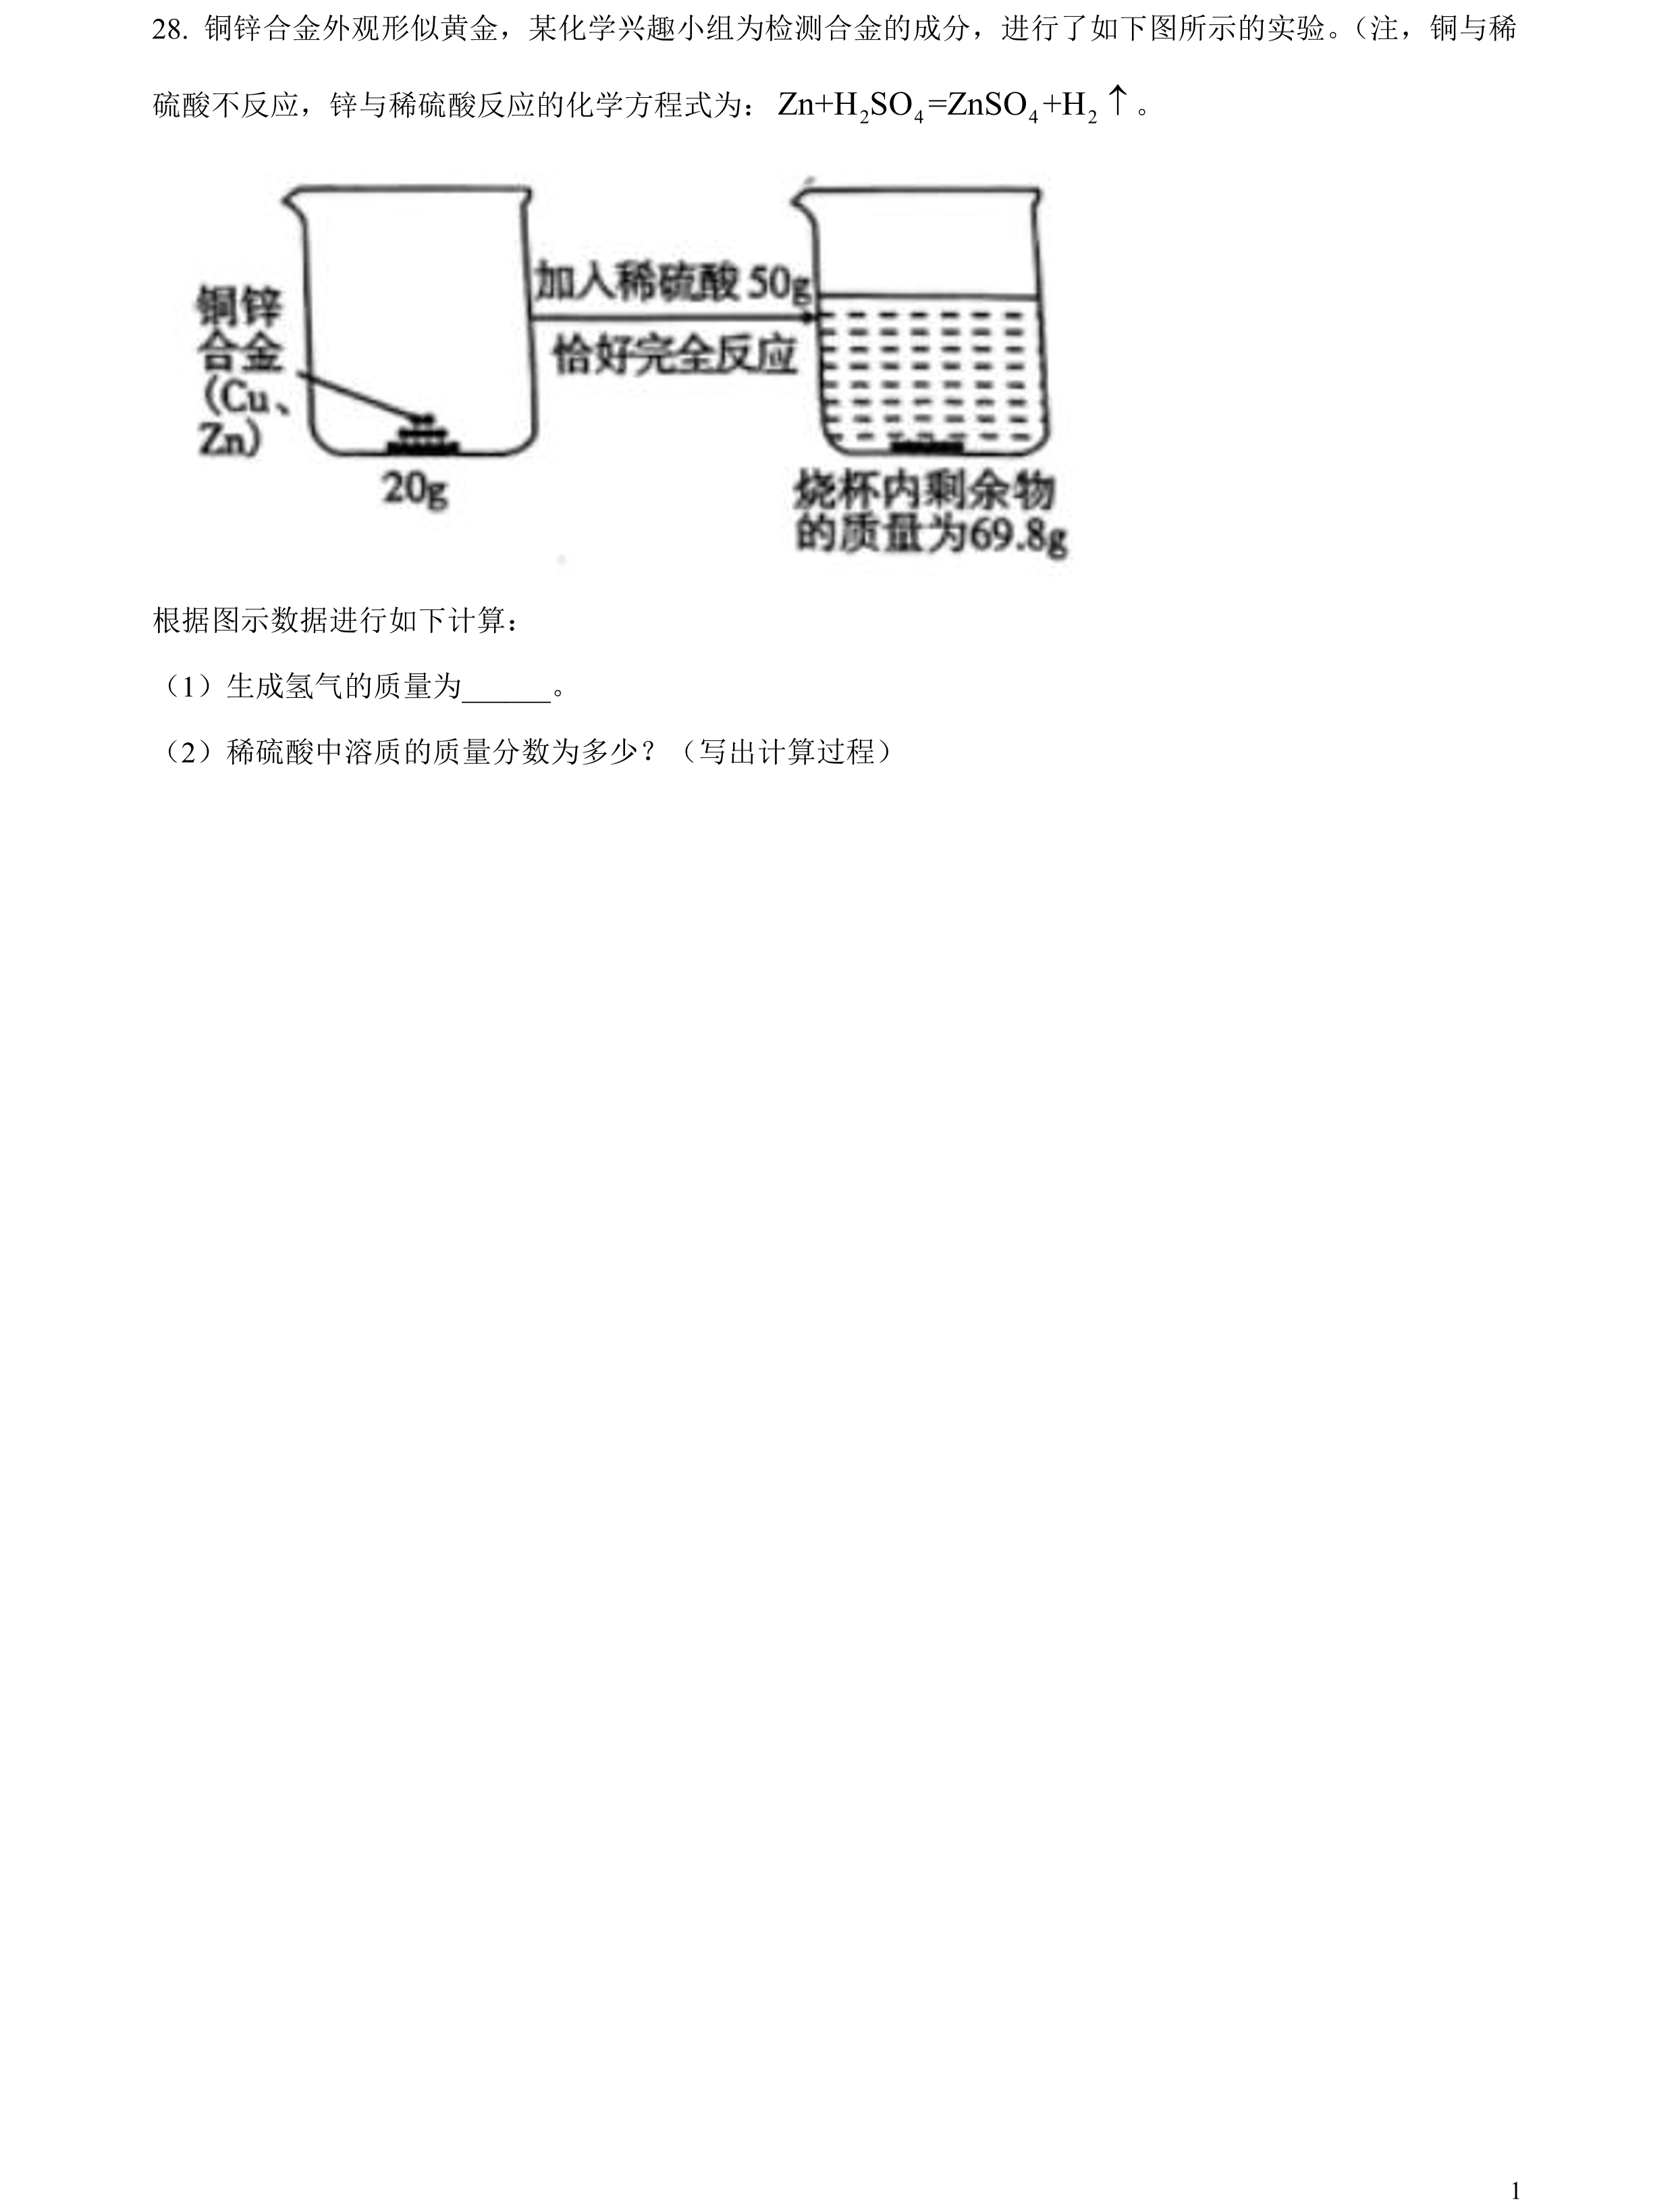 28. 铜锌合金外观形似黄金，某化学兴趣小组为检测合金的成分，进行了如下图所示的实验。（注，铜与稀
硫酸不反应，锌与稀硫酸反应的化学方程式为：Zn+H₂SO₄=ZnSO₄+H₂↑。
铜锌
合金
(Cu、
Zn)
20g
加入稀硫酸 50g
恰好完全反应
烧杯内剩余物
的质量为69.8g
根据图示数据进行如下计算：
（1）生成氢气的质量为______。
（2）稀硫酸中溶质的质量分数为多少？（写出计算过程）
1